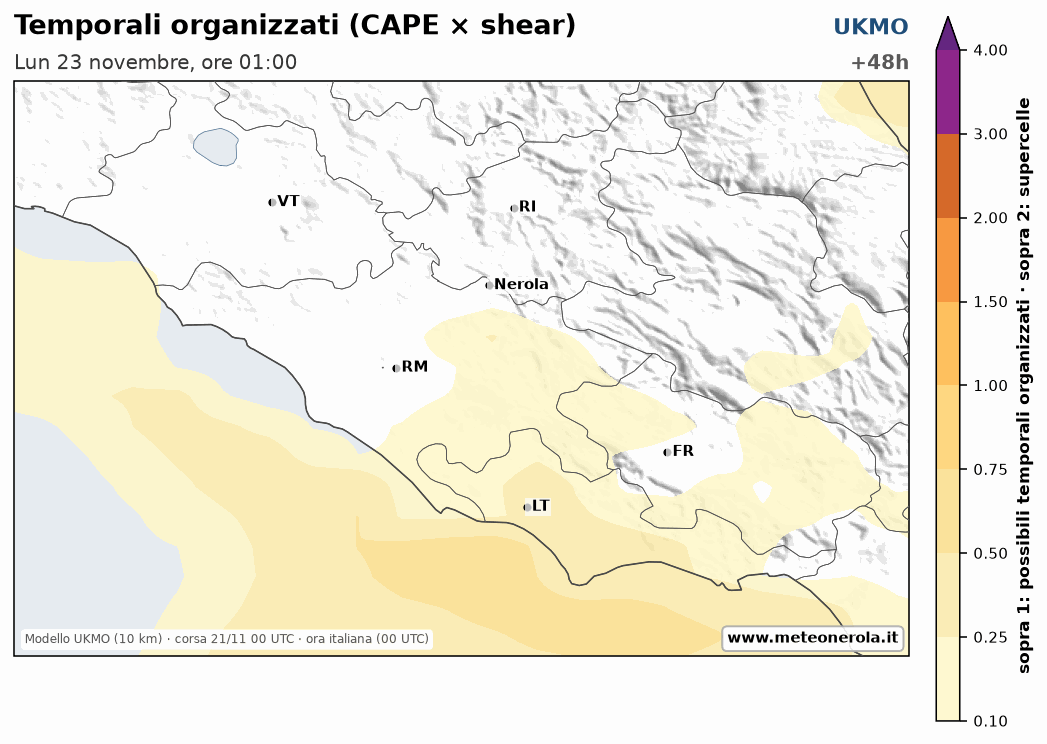 Temporali organizzati (CAPE × shear)
UKMO
Lun 23 novembre, ore 01:00
+48h
VT
RI
Nerola
RM
FR
LT
Modello UKMO (10 km) · corsa 21/11 00 UTC · ora italiana (00 UTC)
www.meteonerola.it
4.00
3.00
2.00
1.50
1.00
0.75
0.50
0.25
0.10
sopra 1: possibili temporali organizzati · sopra 2: supercelle